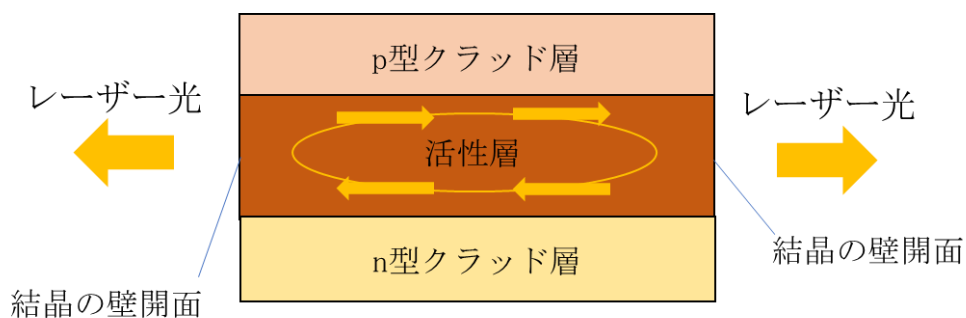 p型クラッド層
レーザー光
レーザー光
活性層
n型クラッド層
結晶の壁開面
結晶の壁開面